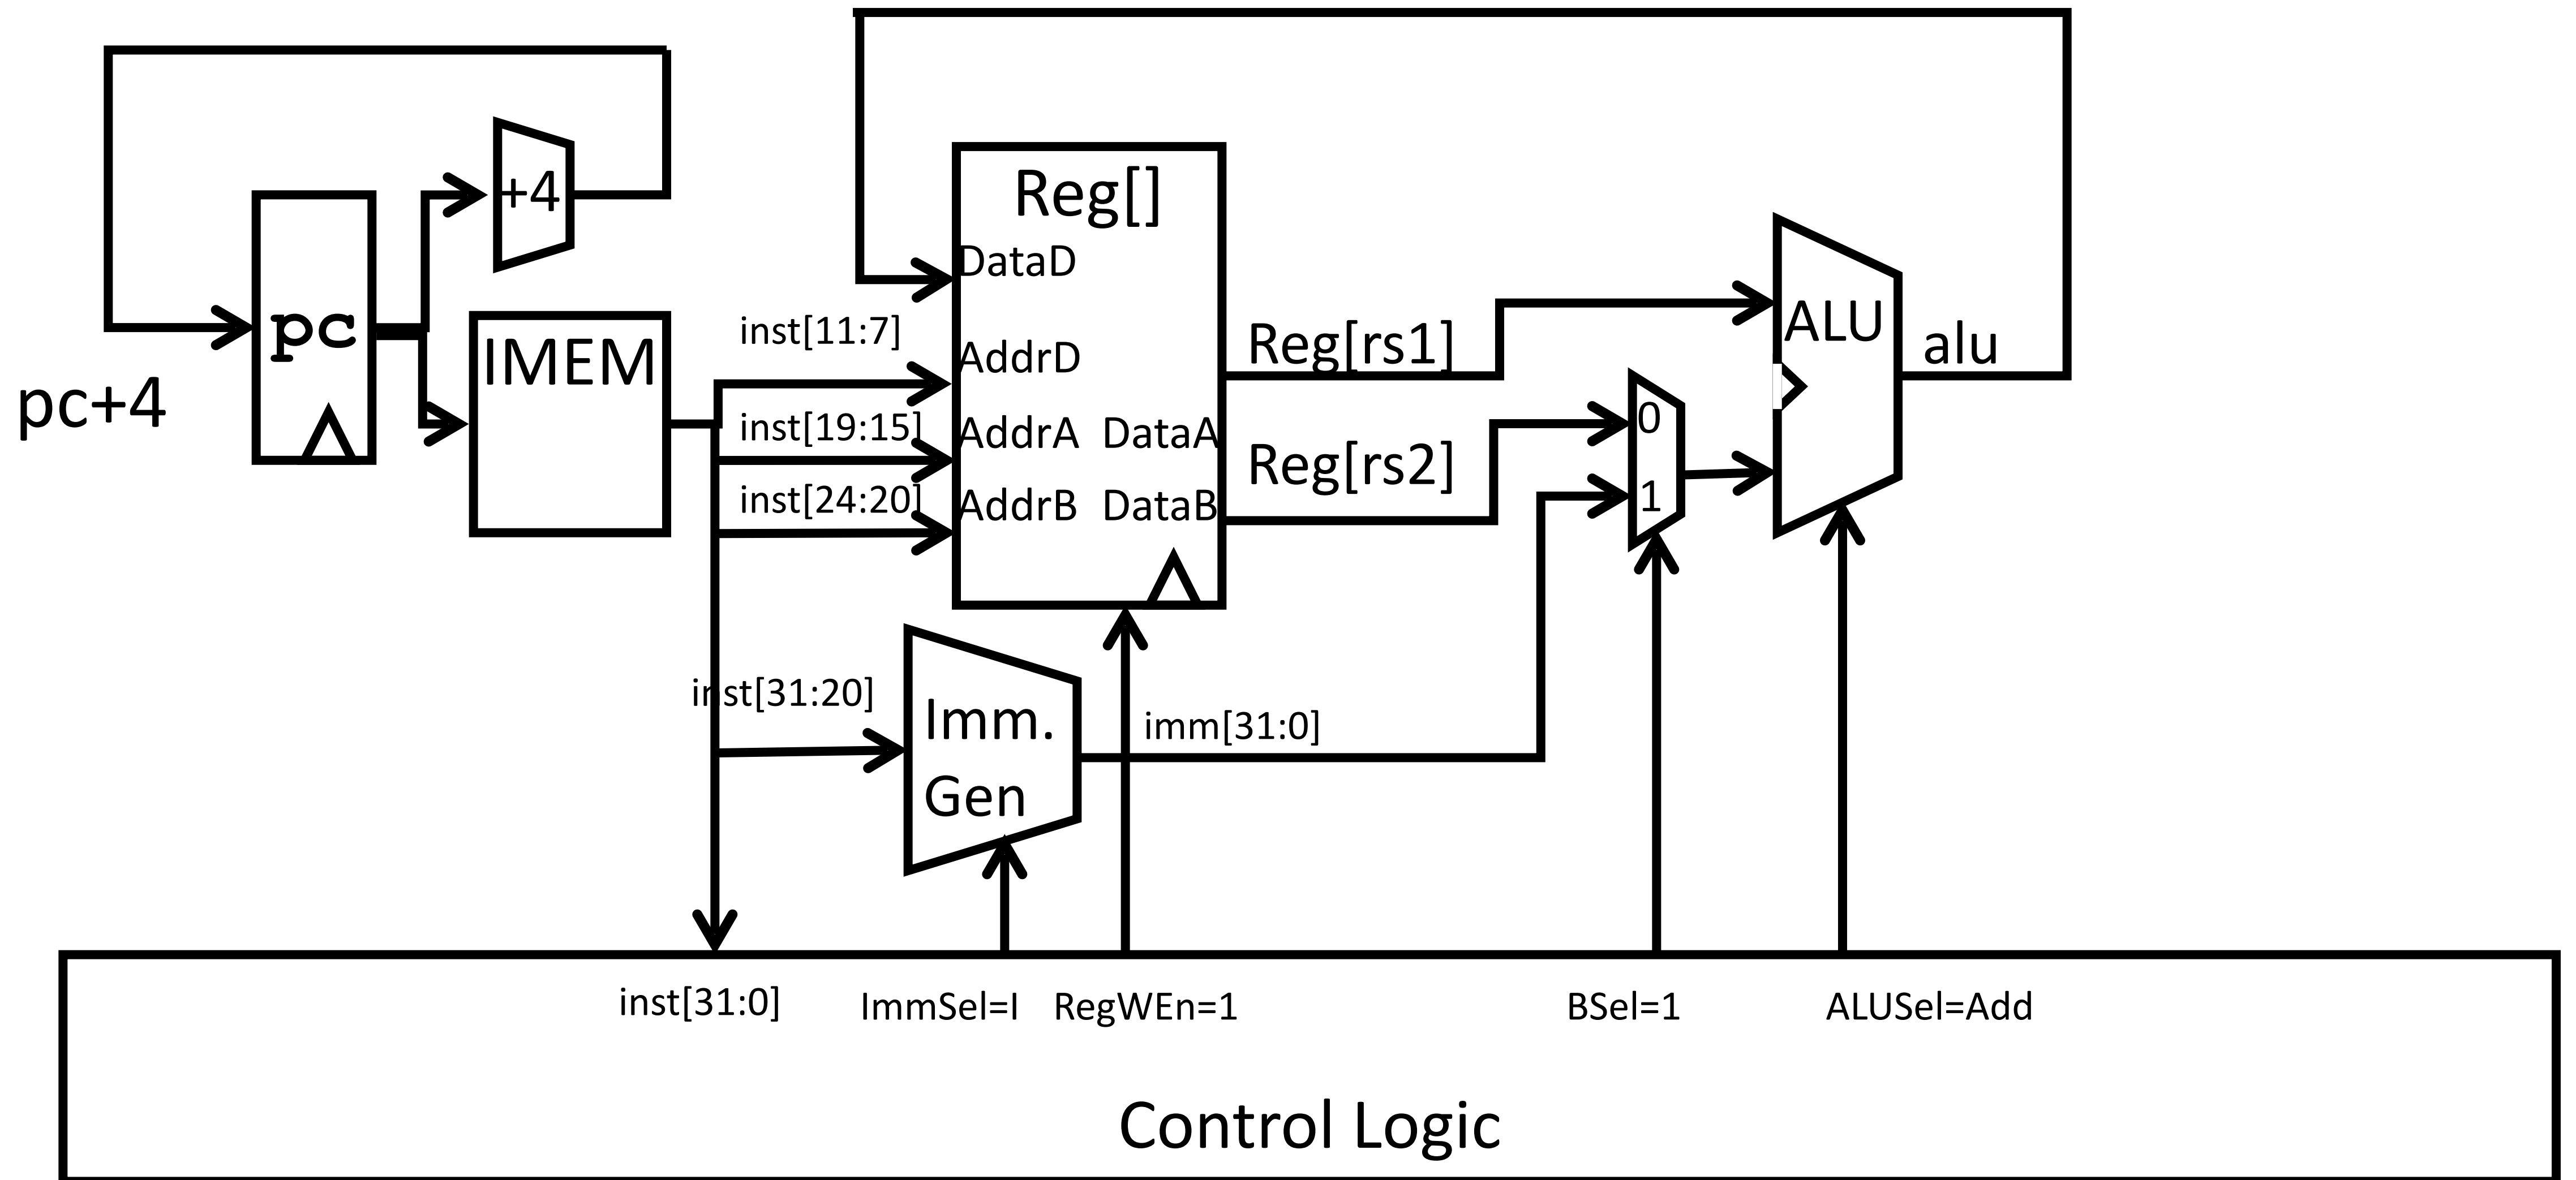 pc+4
pc
+4
IMEM
inst[11:7]
inst[19:15]
inst[24:20]
inst[31:20]
Reg[]
DataD
AddrD
AddrA DataA
AddrB DataB
Reg[rs1]
Reg[rs2]
0
1
ALU
alu
Imm.
Gen
imm[31:0]
inst[31:0]
ImmSel=I
RegWEn=1
BSel=1
ALUSel=Add
Control Logic